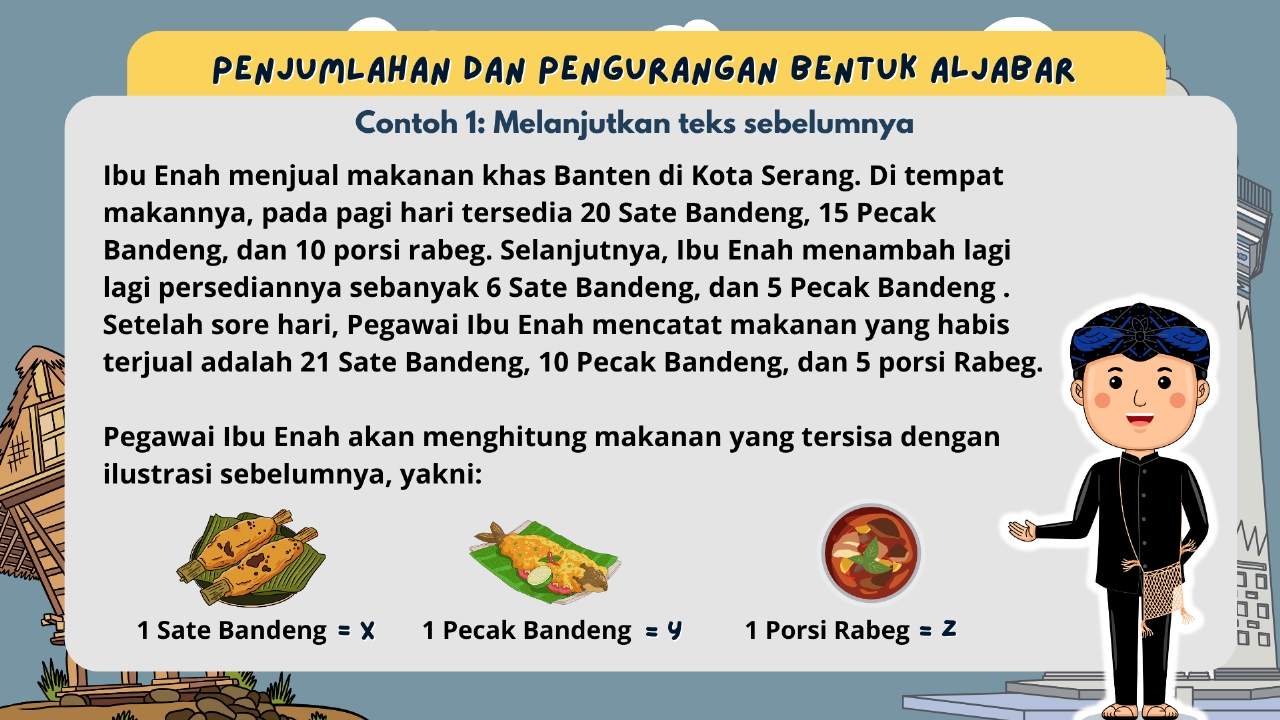 PENJUMLAHAN DAN PENGURANGAN BENTUK ALJABAR
Contoh 1: Melanjutkan teks sebelumnya
Ibu Enah menjual makanan khas Banten di Kota Serang. Di tempat
makannya, pada pagi hari tersedia 20 Sate Bandeng, 15 Pecak
Bandeng, dan 10 porsi rabeg. Selanjutnya, Ibu Enah menambah lagi
lagi persediannya sebanyak 6 Sate Bandeng, dan 5 Pecak Bandeng .
Setelah sore hari, Pegawai Ibu Enah mencatat makanan yang habis
terjual adalah 21 Sate Bandeng, 10 Pecak Bandeng, dan 5 porsi Rabeg.
Pegawai Ibu Enah akan menghitung makanan yang tersisa dengan
ilustrasi sebelumnya, yakni:
1 Sate Bandeng = x
1 Pecak Bandeng = y
1 Porsi Rabeg = z